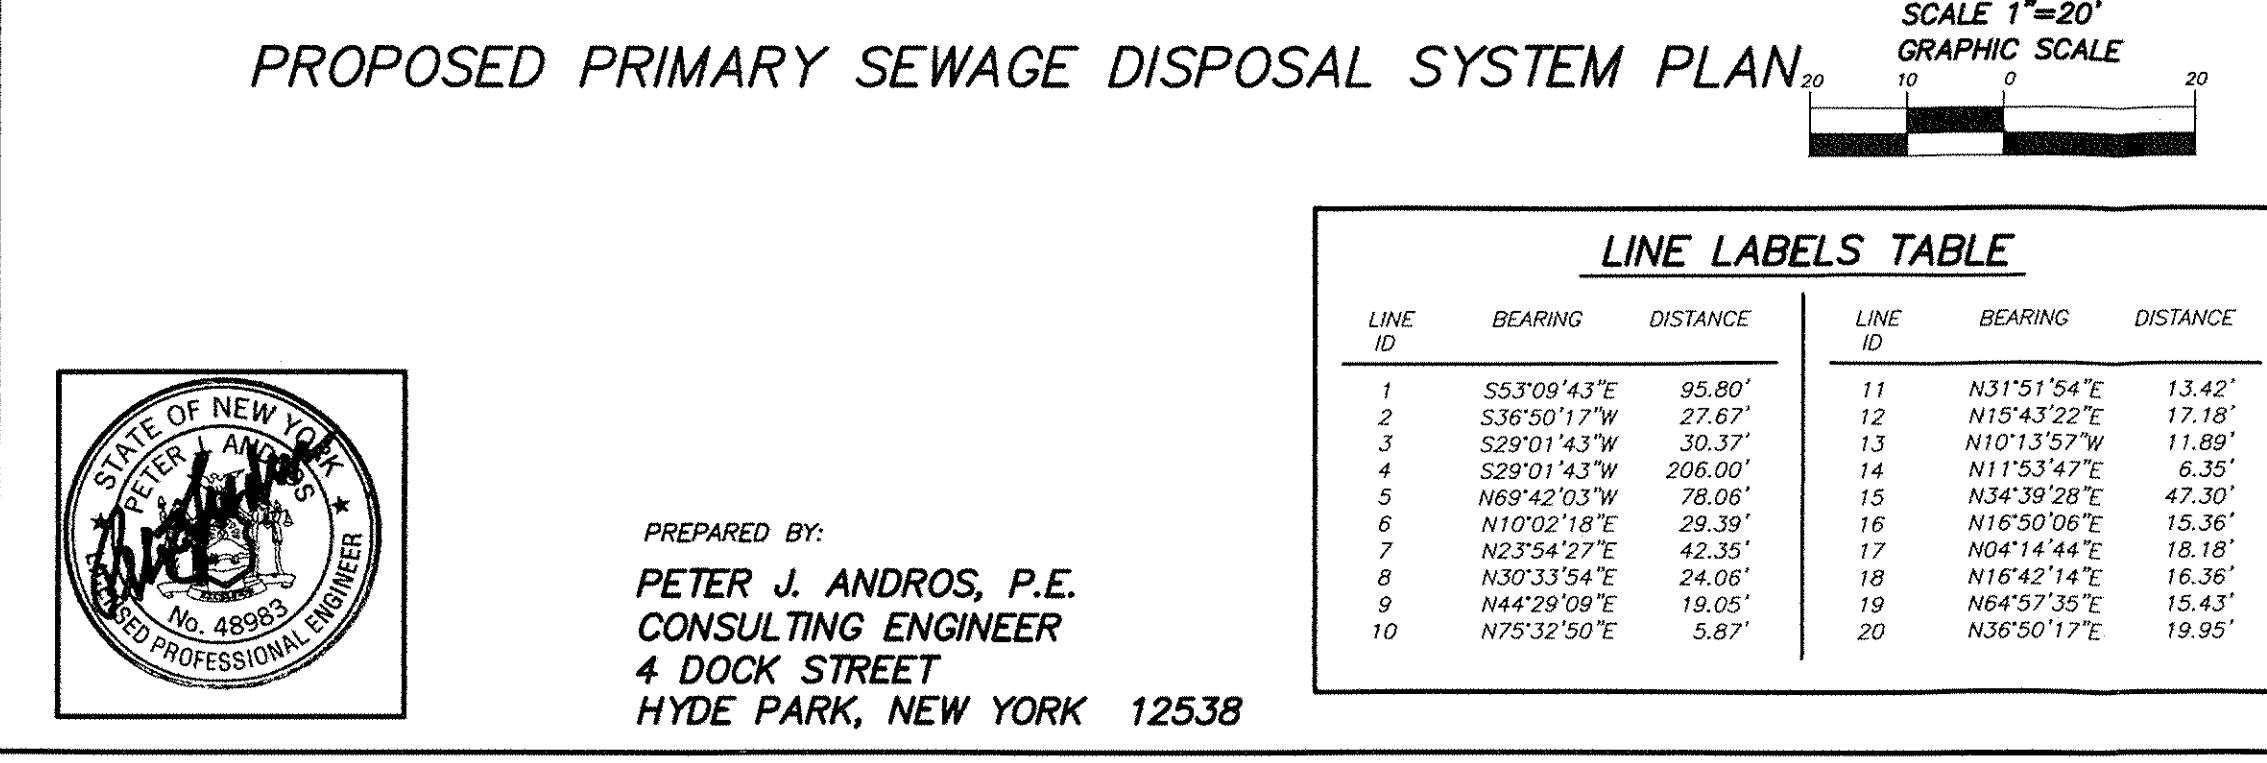 SCALE 1"=20'
GRAPHIC SCALE
PROPOSED PRIMARY SEWAGE DISPOSAL SYSTEM PLAN
20 10 0 20
LINE LABELS TABLE
LINE ID BEARING DISTANCE LINE ID BEARING DISTANCE
1 S53°09'43"E 95.80' 11 N31°51'54"E 13.42'
2 S36°50'17"W 27.67' 12 N15°43'22"E 17.18'
3 S29°01'43"W 30.37' 13 N10°13'57"W 11.89'
4 S29°01'43"W 206.00' 14 N11°53'47"E 6.35'
5 N69°42'03"W 78.06' 15 N34°39'28"E 47.30'
6 N10°02'18"E 29.39' 16 N16°50'06"E 15.36'
7 N23°54'27"E 42.35' 17 N04°14'44"E 18.18'
8 N30°33'54"E 24.06' 18 N16°42'14"E 16.36'
9 N44°29'09"E 19.05' 19 N64°57'35"E 15.43'
10 N75°32'50"E 5.87' 20 N36°50'17"E 19.95'
STATE OF NEW YORK
PETER J. ANDROS
No. 48983
LICENSED PROFESSIONAL ENGINEER
PREPARED BY:
PETER J. ANDROS, P.E.
CONSULTING ENGINEER
4 DOCK STREET
HYDE PARK, NEW YORK 12538